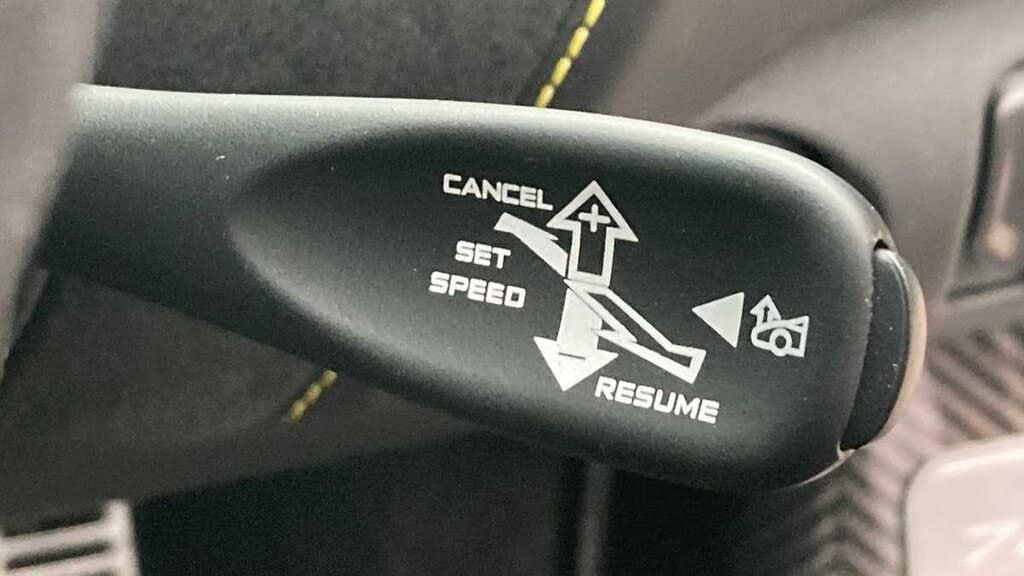 CANCEL
+
SET
SPEED
-
RESUME